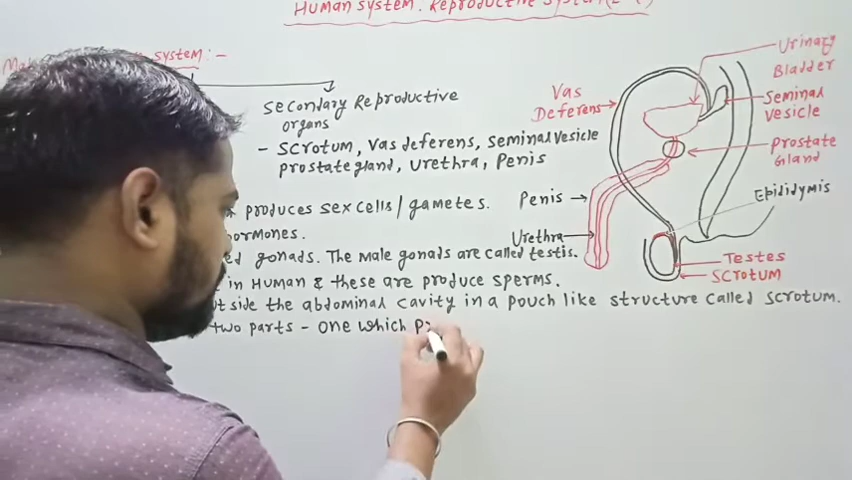 Human System. Reproductive System
system:-
Secondary Reproductive
organs
- Scrotum, Vas deferens, Seminal Vesicle
prostate gland, urethra, Penis
produces sex cells/gametes.
hormones.
gonads. The male gonads are called testis.
in Human & these are produce sperms.
the abdominal cavity in a pouch like structure called scrotum.
two parts - one which
Vas
Deferens
Penis
Urethra
Urinary
Bladder
Seminal
Vesicle
Prostate
Gland
Epididymis
Testes
Scrotum